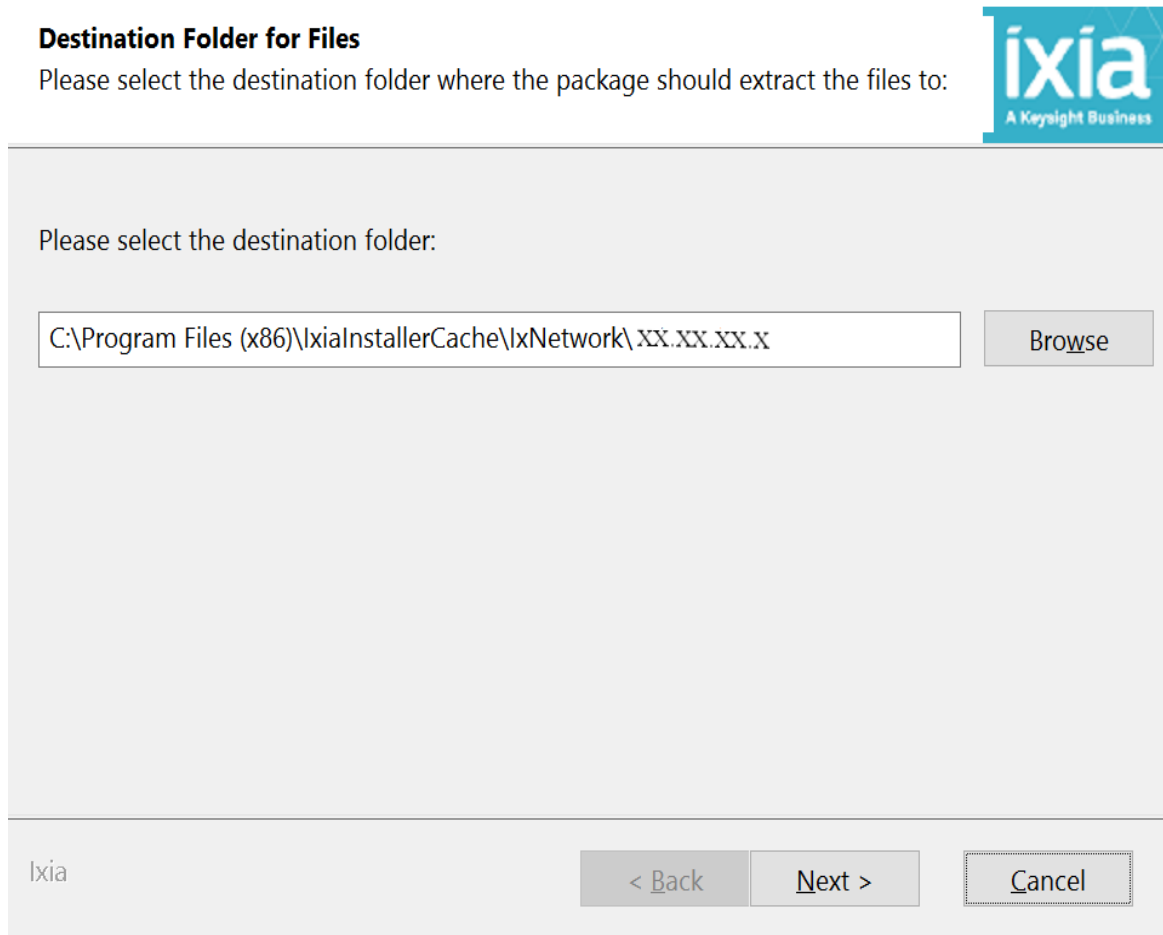 Destination Folder for Files
Please select the destination folder where the package should extract the files to:
ixia
A Keysight Business
Please select the destination folder:
C:\Program Files (x86)\IxiaInstallerCache\IxNetwork\ XX.XX.XX.X
Browse
Ixia
< Back Next > Cancel